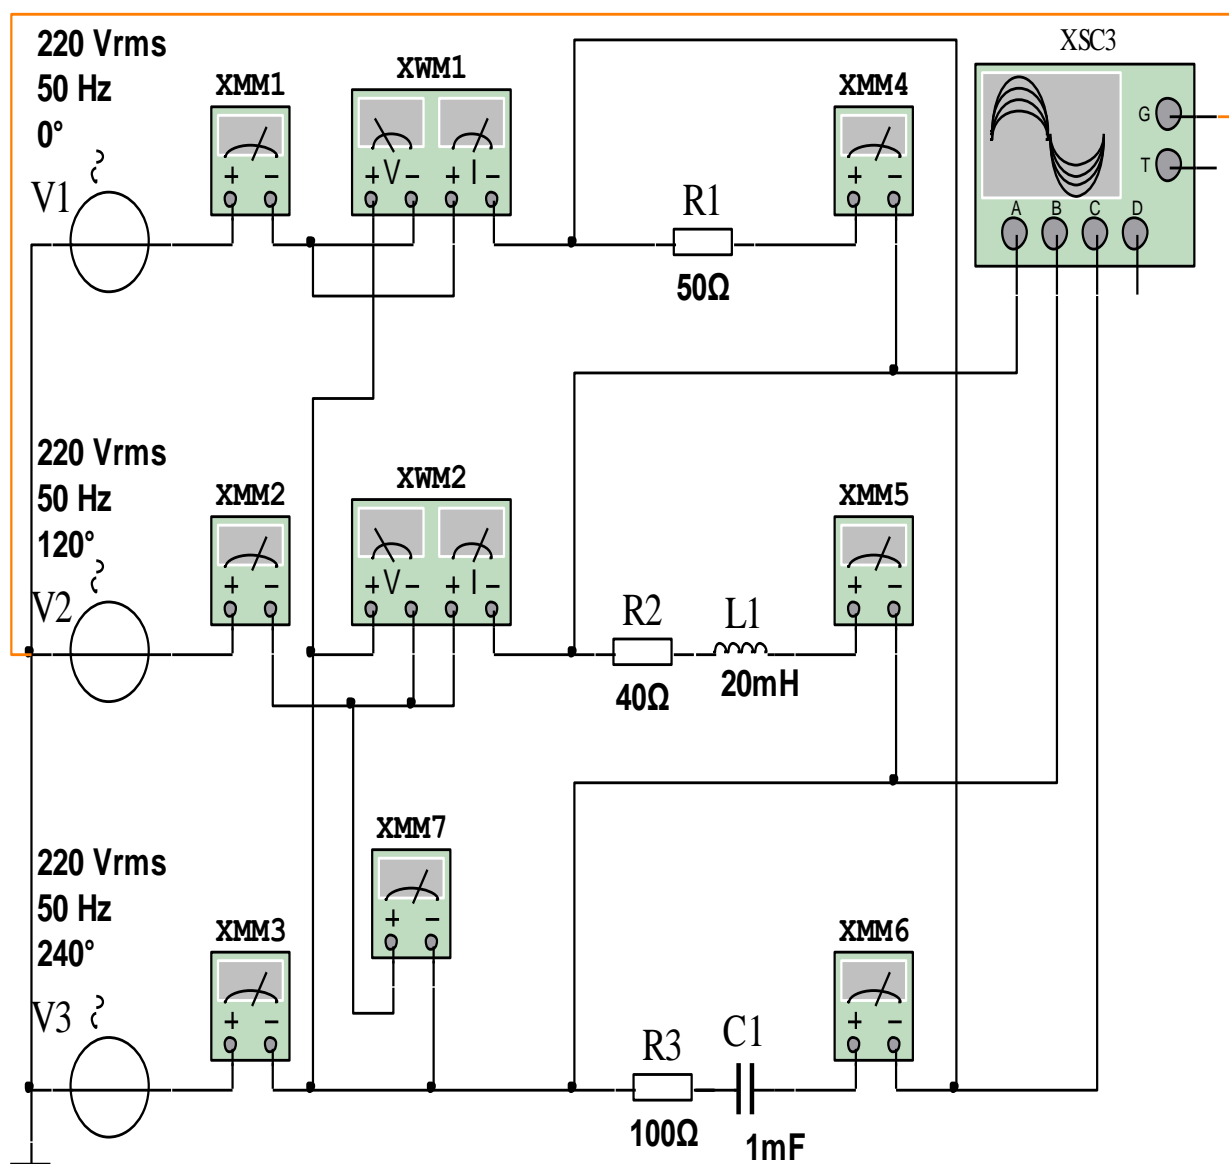 220 Vrms
50 Hz
0°
V1
XMM1
+ −
XWM1
+ V − + I −
R1
50Ω
XMM4
+ −
XSC3
G
T
A B C D
220 Vrms
50 Hz
120°
V2
XMM2
+ −
XWM2
+ V − + I −
R2
40Ω
L1
20mH
XMM5
+ −
XMM7
+ −
220 Vrms
50 Hz
240°
V3
XMM3
+ −
R3
100Ω
C1
1mF
XMM6
+ −